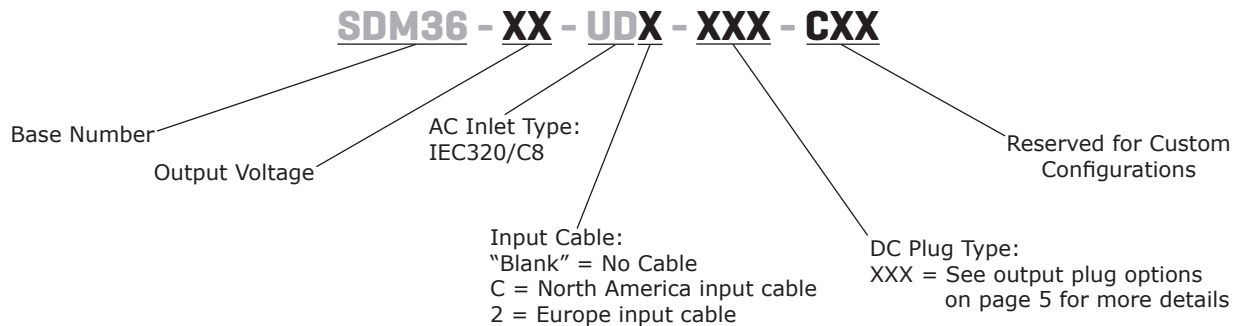 SDM36 - XX - UDX - XXX - CXX
Base Number
Output Voltage
AC Inlet Type:
IEC320/C8
Input Cable:
“Blank” = No Cable
C = North America input cable
2 = Europe input cable
DC Plug Type:
XXX = See output plug options
on page 5 for more details
Reserved for Custom
Configurations